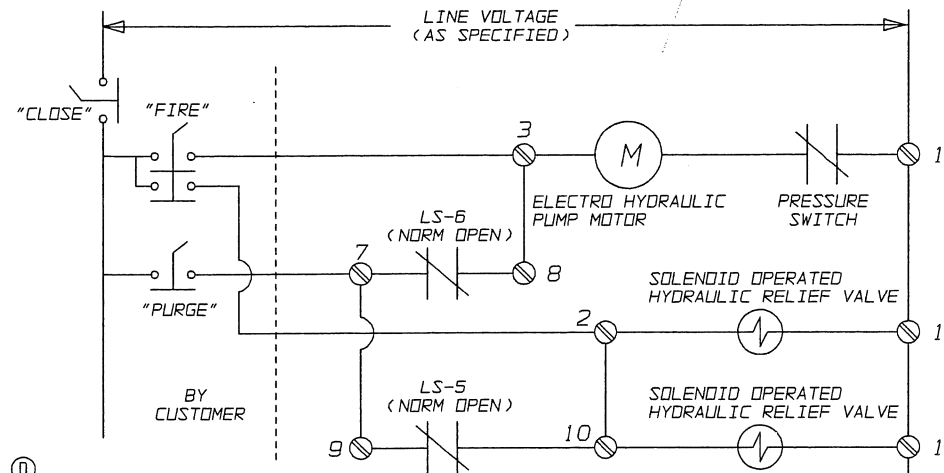 LINE VOLTAGE
(AS SPECIFIED)
"CLOSE"
"FIRE"
3
M
1
ELECTRO HYDRAULIC
PUMP MOTOR
PRESSURE
SWITCH
LS-6
(NORM OPEN)
7
8
"PURGE"
SOLENOID OPERATED
HYDRAULIC RELIEF VALVE
2
1
BY
CUSTOMER
LS-5
(NORM OPEN)
SOLENOID OPERATED
HYDRAULIC RELIEF VALVE
9
10
1